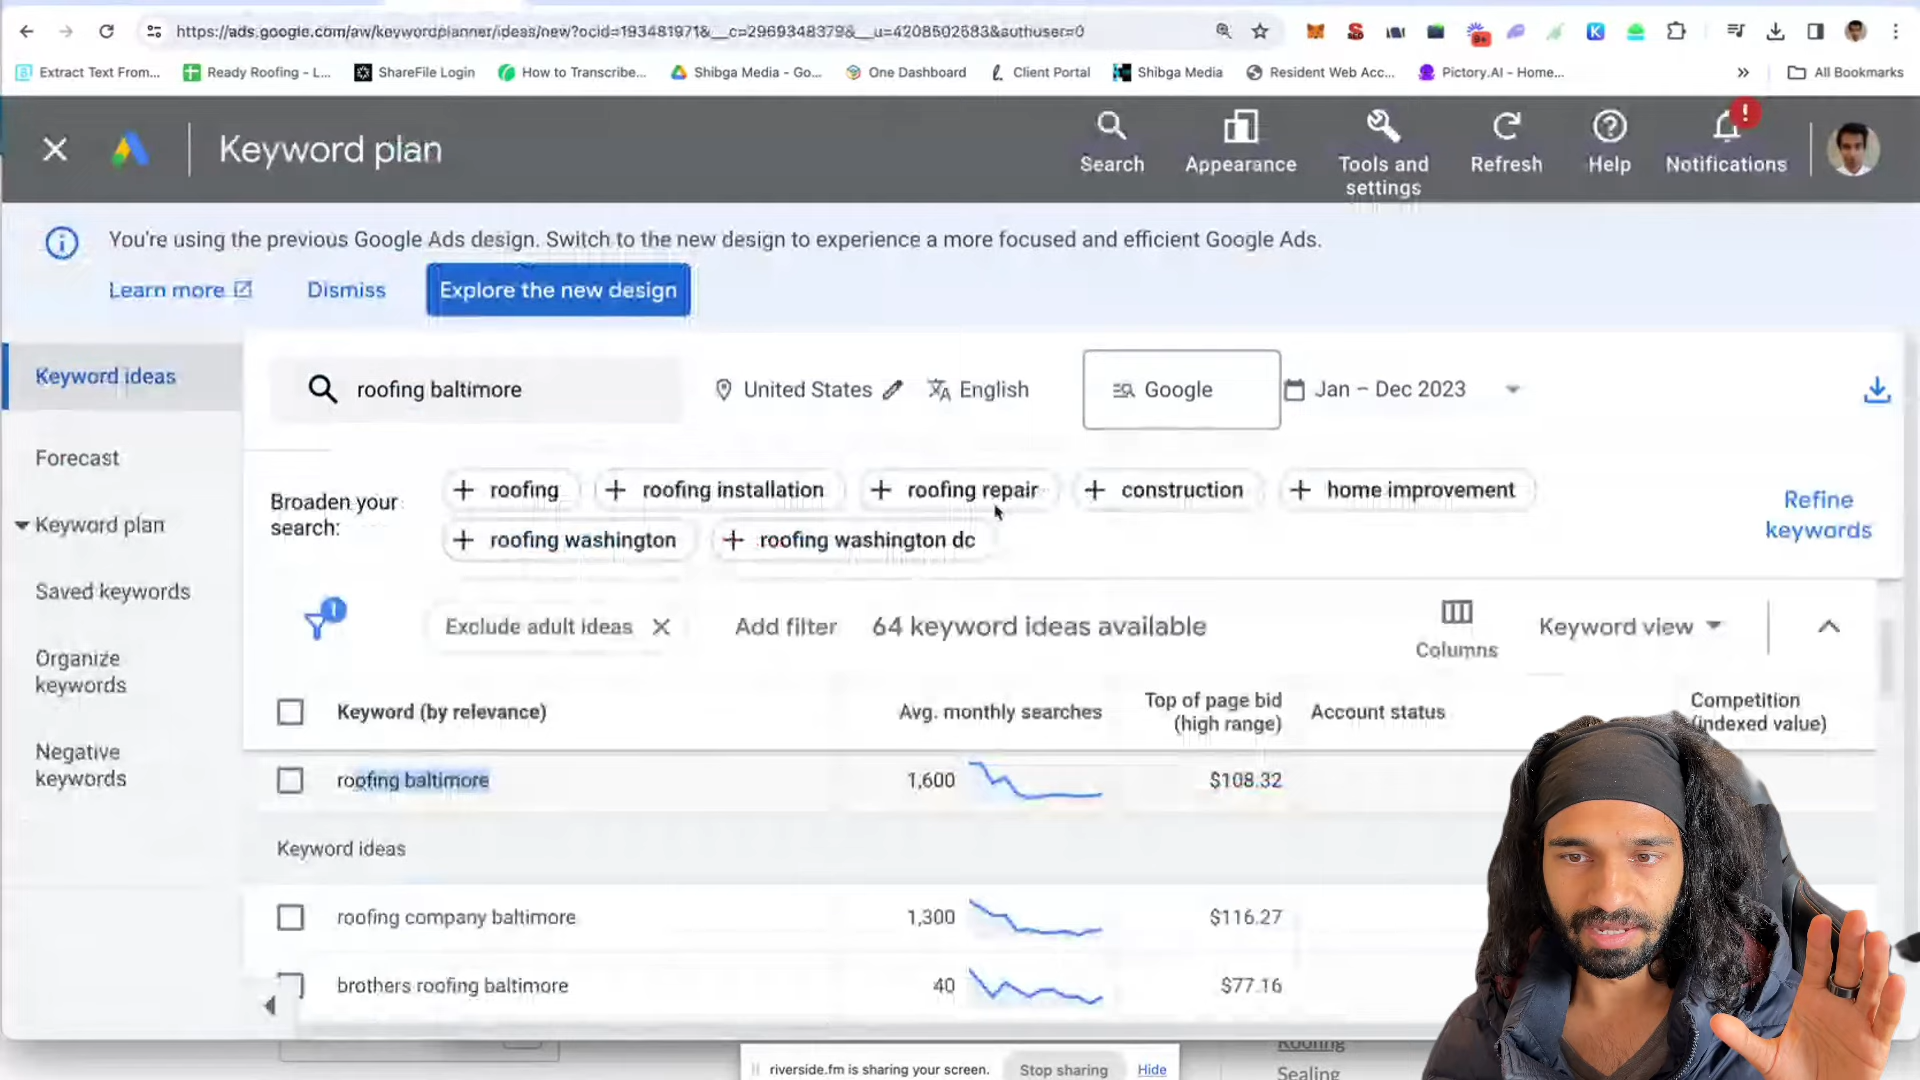 https://ads.google.com/aw/keywordplanner/ideas/new?ocid=193481971&__c=2969348379&__u=4208502583&authuser=0
Extract Text From...
Ready Roofing - L...
ShareFile Login
How to Transcribe...
Shibga Media - Go...
One Dashboard
Client Portal
Shibga Media
Resident Web Acc...
Pictory.AI - Home...
All Bookmarks
Keyword plan
Search
Appearance
Tools and
settings
Refresh
Help
Notifications
You're using the previous Google Ads design. Switch to the new design to experience a more focused and efficient Google Ads.
Learn more
Dismiss
Explore the new design
Keyword ideas
Forecast
Keyword plan
Saved keywords
Organize
keywords
Negative
keywords
roofing baltimore
United States
English
Google
Jan – Dec 2023
Broaden your
search:
roofing
roofing installation
roofing repair
construction
home improvement
roofing washington
roofing washington dc
Refine
keywords
1
Exclude adult ideas
Add filter
64 keyword ideas available
Columns
Keyword view
Keyword (by relevance)
Avg. monthly searches
Top of page bid
(high range)
Account status
Competition
(indexed value)
roofing baltimore 1,600 $108.32
Keyword ideas
roofing company baltimore 1,300 $116.27
brothers roofing baltimore 40 $77.16
riverside.fm is sharing your screen.
Stop sharing
Hide
Roofing
Sealing